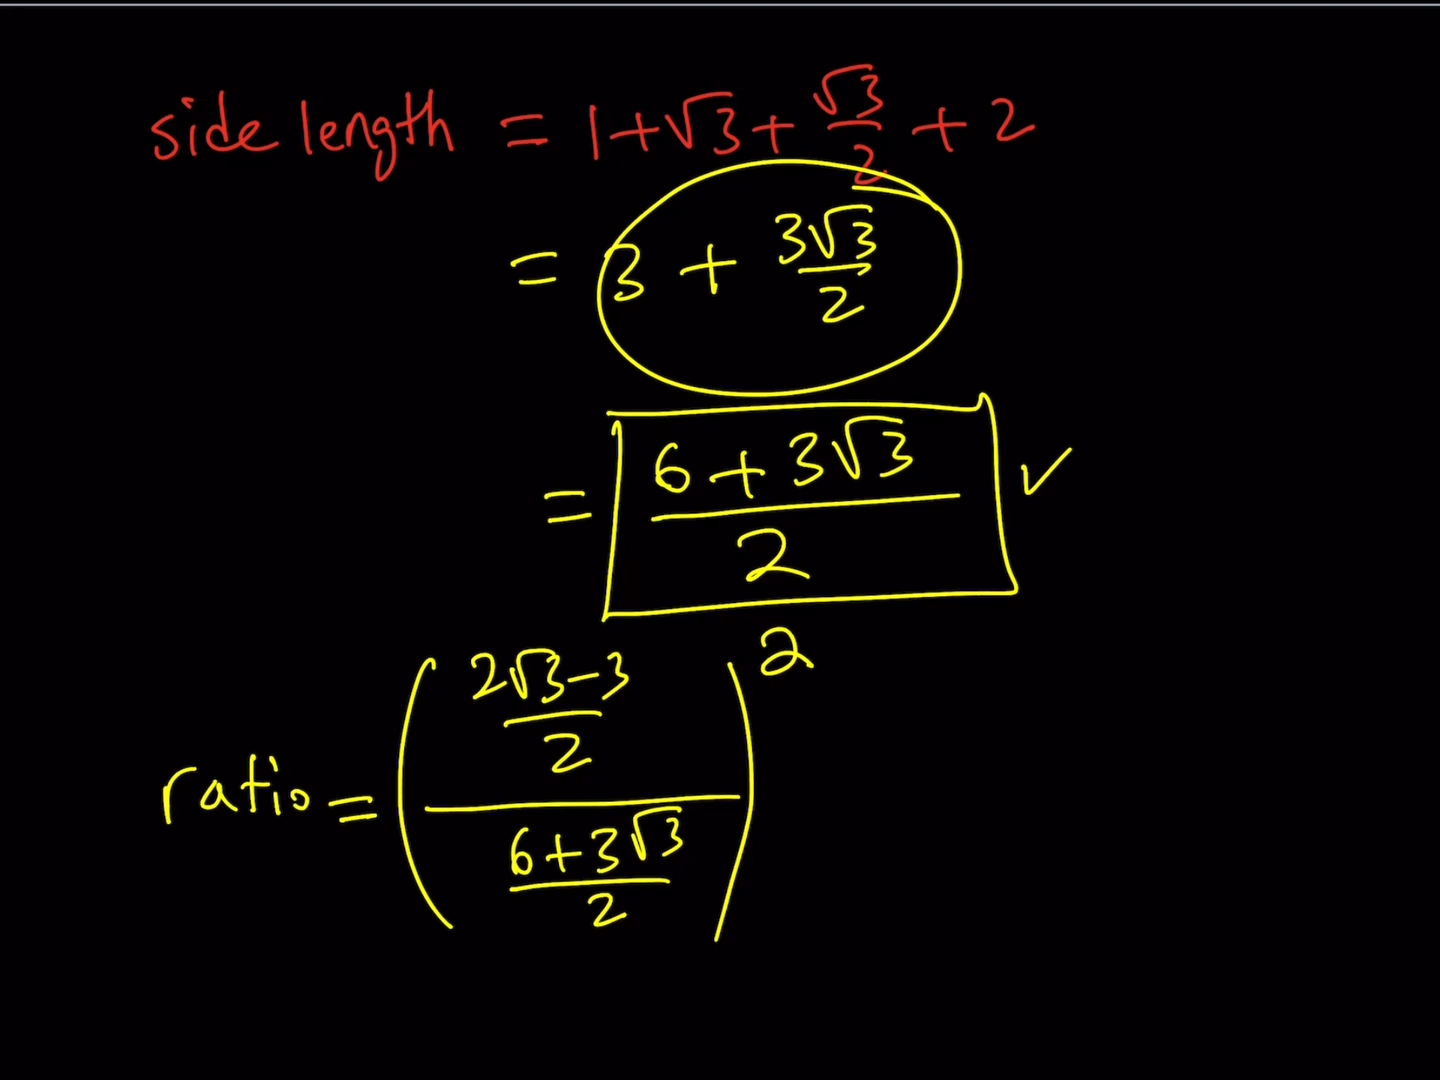 side length = 1+√3+√3/2+2
= 3 + 3√3/2
= (6+3√3)/2 ✓
ratio = (((2√3-3)/2)/((6+3√3)/2))²